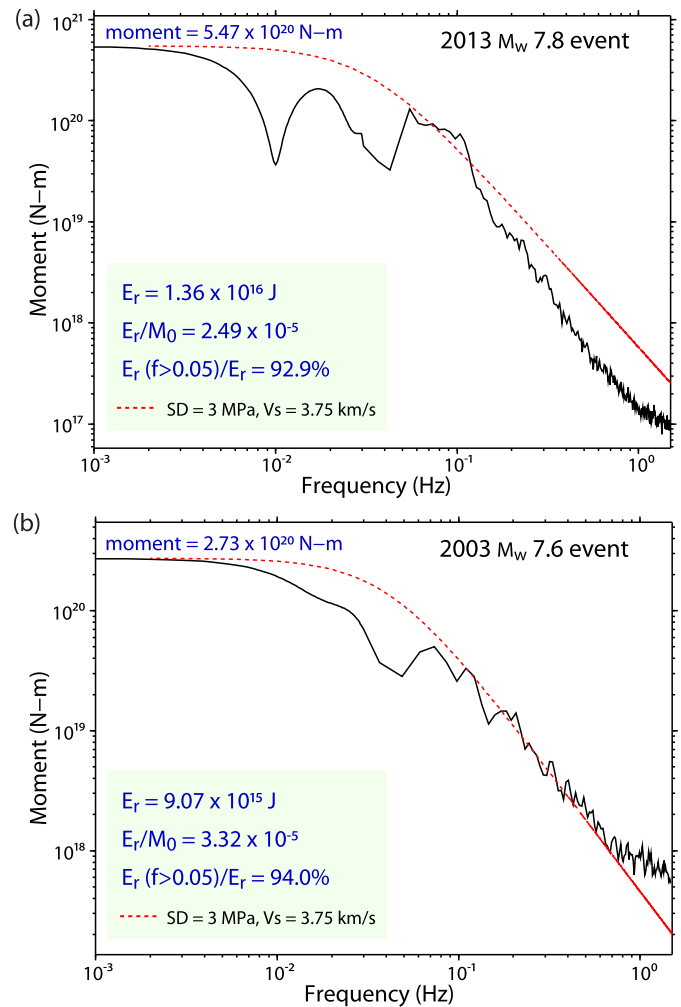 (a)
moment = 5.47 x 10²⁰ N−m
2013 Mw 7.8 event
10²¹
10²⁰
10¹⁹
10¹⁸
10¹⁷
Moment (N−m)
Er = 1.36 x 10¹⁶ J
Er/M₀ = 2.49 x 10⁻⁵
Er (f>0.05)/Er = 92.9%
SD = 3 MPa, Vs = 3.75 km/s
10⁻³ 10⁻² 10⁻¹ 10⁰
Frequency (Hz)
(b)
moment = 2.73 x 10²⁰ N−m
2003 Mw 7.6 event
10²⁰
10¹⁹
10¹⁸
Moment (N−m)
Er = 9.07 x 10¹⁵ J
Er/M₀ = 3.32 x 10⁻⁵
Er (f>0.05)/Er = 94.0%
SD = 3 MPa, Vs = 3.75 km/s
10⁻³ 10⁻² 10⁻¹ 10⁰
Frequency (Hz)